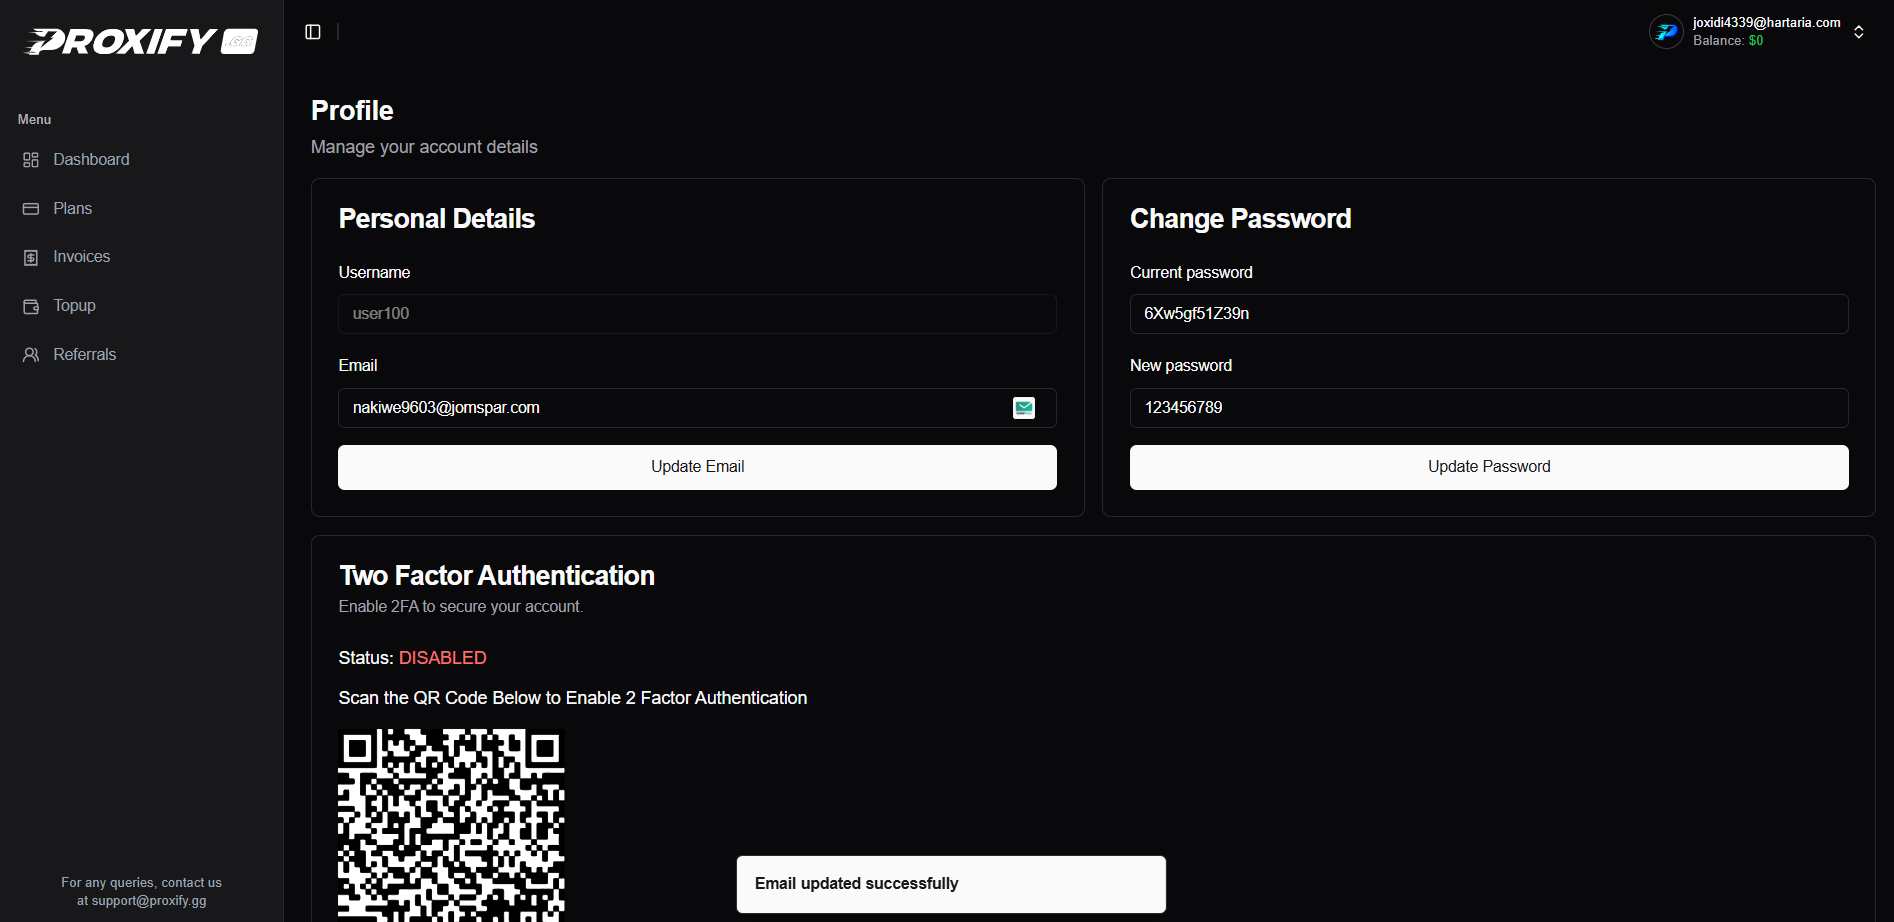 PROXIFY .GG
joxidi4339@hartaria.com
Balance: $0
Menu
Dashboard
Plans
Invoices
Topup
Referrals
For any queries, contact us
at support@proxify.gg
Profile
Manage your account details
Personal Details
Username
user100
Email
nakiwe9603@jomspar.com
Update Email
Change Password
Current password
6Xw5gf51Z39n
New password
123456789
Update Password
Two Factor Authentication
Enable 2FA to secure your account.
Status: DISABLED
Scan the QR Code Below to Enable 2 Factor Authentication
Email updated successfully